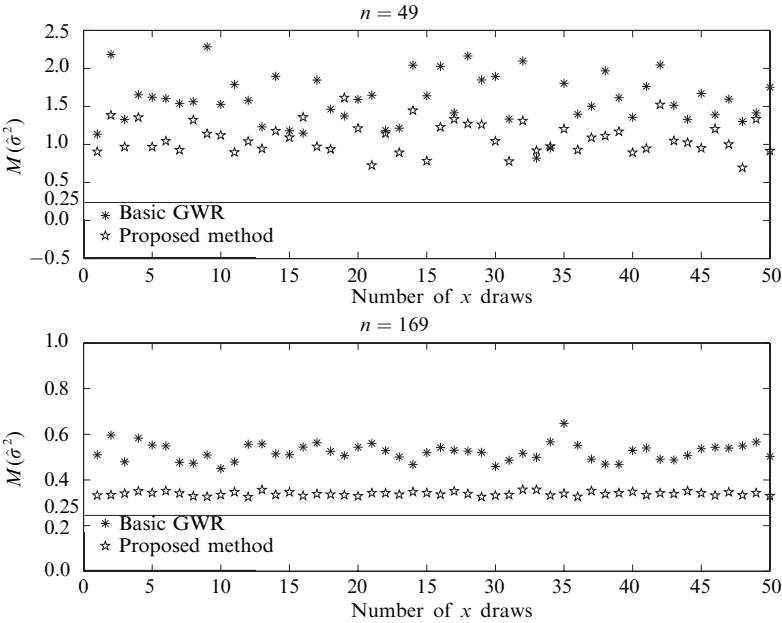 n = 49
2.5
2.0
1.5
1.0
0.5
0.25
0.0
−0.5
M(σ̂²)
* Basic GWR
☆ Proposed method
0 5 10 15 20 25 30 35 40 45 50
Number of x draws
n = 169
1.0
0.8
0.6
0.4
0.25
0.2
0.0
M(σ̂²)
* Basic GWR
☆ Proposed method
0 5 10 15 20 25 30 35 40 45 50
Number of x draws